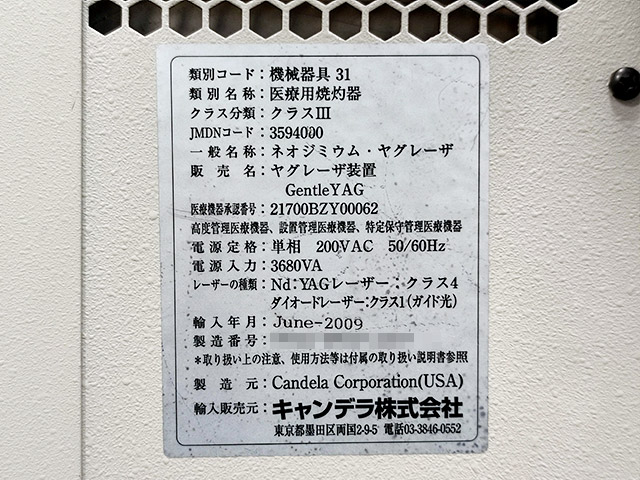 類別コード：機械器具 31
類別名称：医療用焼灼器
クラス分類：クラスⅢ
JMDNコード：3594000
一般名称：ネオジミウム・ヤグレーザ
販売名：ヤグレーザ装置
GentleYAG
医療機器承認番号：21700BZY00062
高度管理医療機器、設置管理医療機器、特定保守管理医療機器
電源定格：単相 200VAC 50/60Hz
電源入力：3680VA
レーザーの種類：Nd:YAGレーザー：クラス4
ダイオードレーザー：クラス1（ガイド光）
輸入年月：June-2009
製造番号：
*取り扱い上の注意、使用方法等は付属の取り扱い説明書参照
製造元：Candela Corporation(USA)
輸入販売元：キャンデラ株式会社
東京都墨田区両国2-9-5 電話03-3846-0552